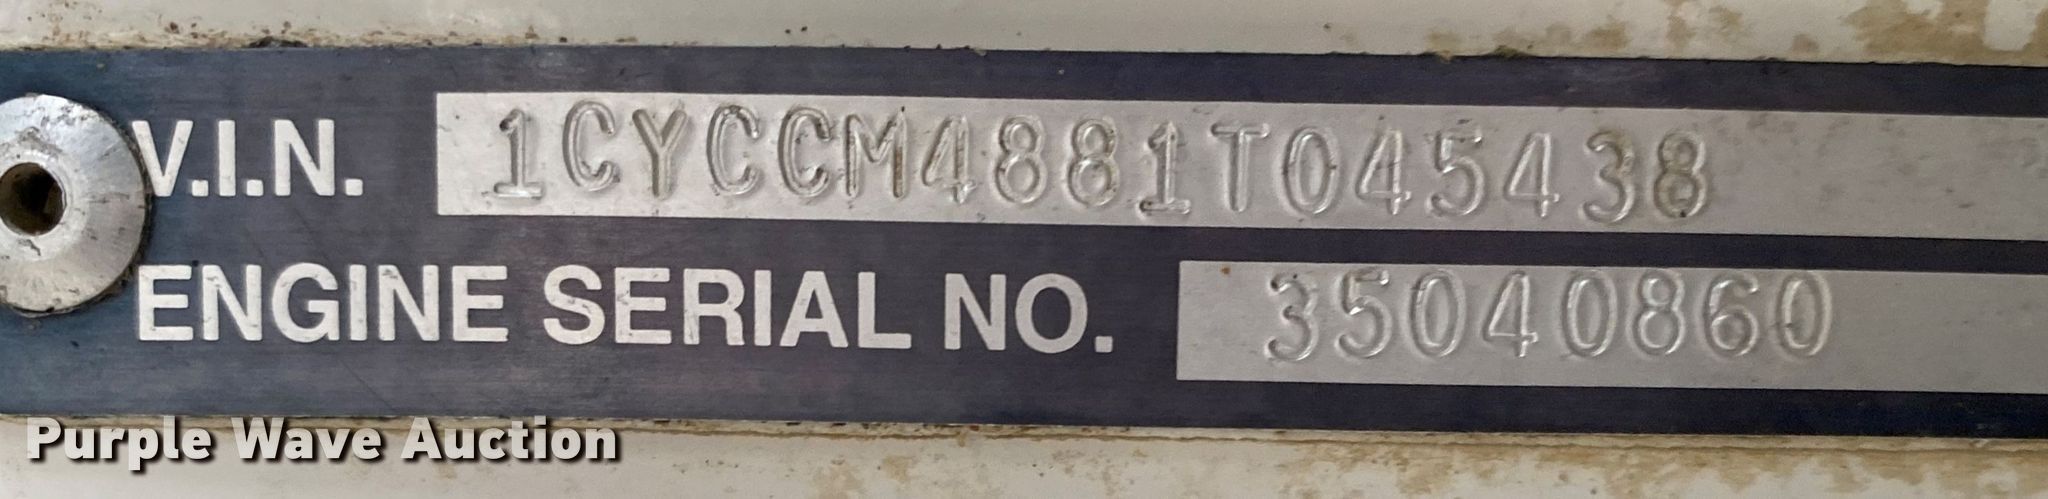 V.I.N. 1CYCCM4881T045438
ENGINE SERIAL NO. 35040860
Purple Wave Auction